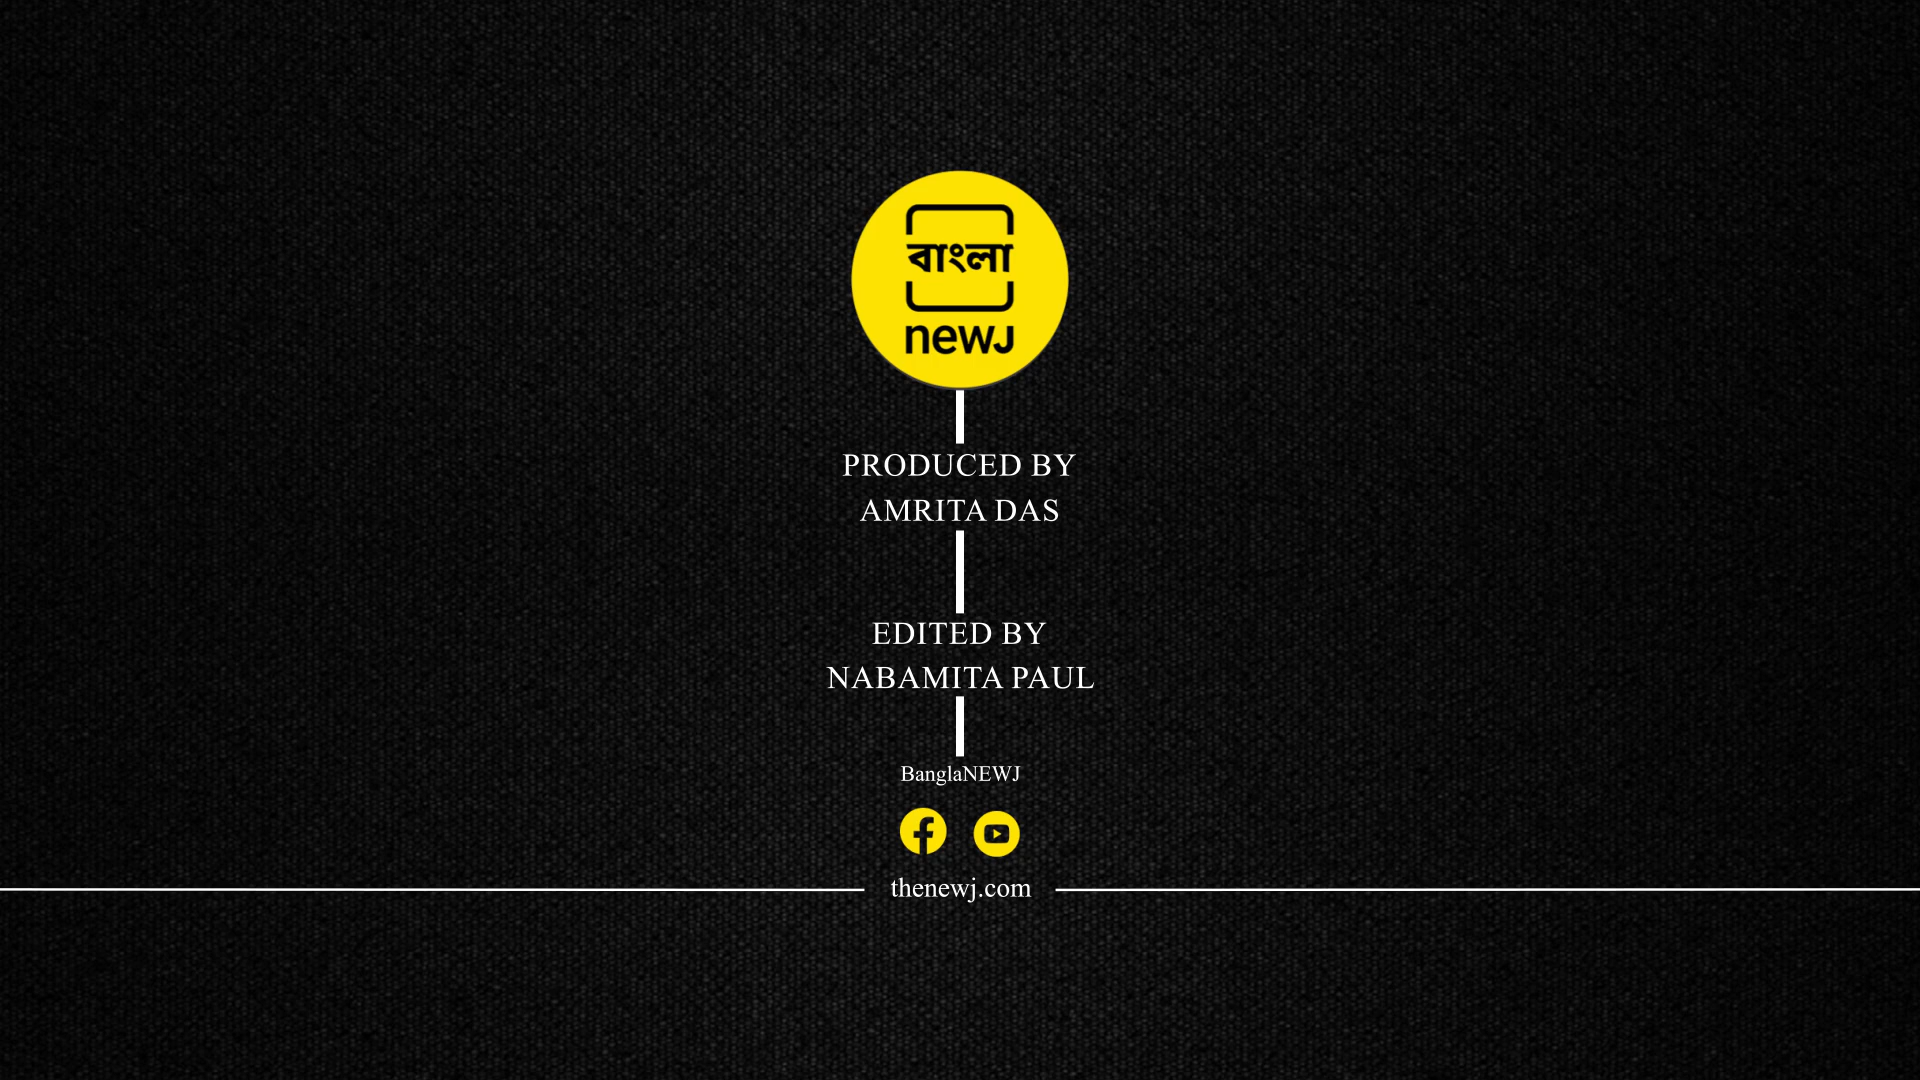 বাংলা
newJ
PRODUCED BY
AMRITA DAS
EDITED BY
NABAMITA PAUL
BanglaNEWJ
thenewj.com